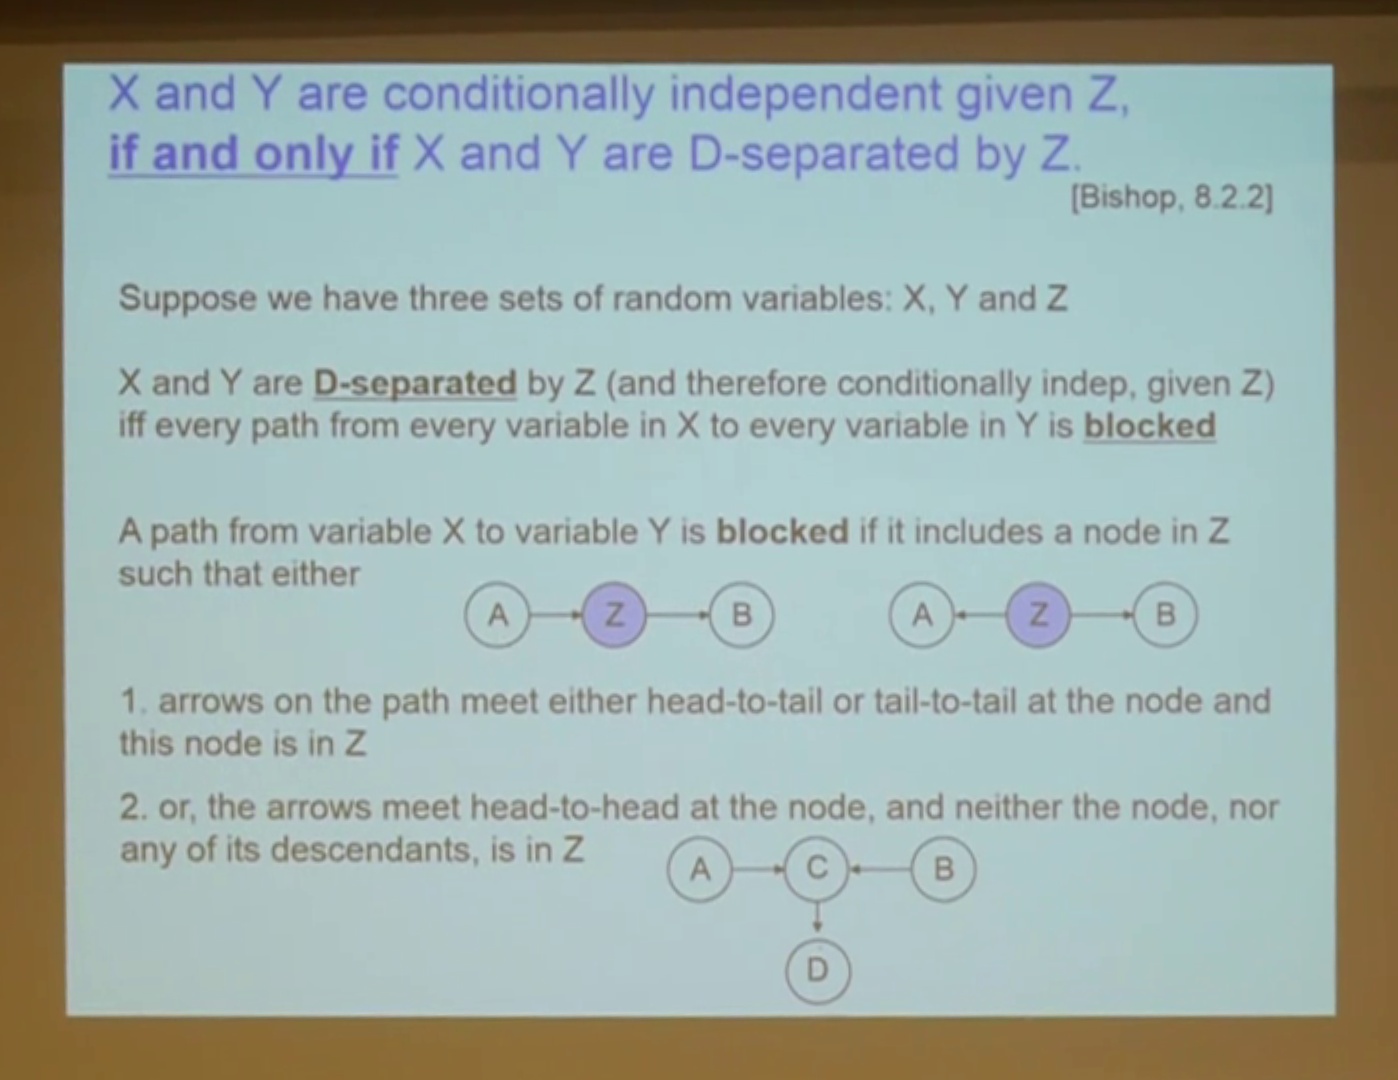 X and Y are conditionally independent given Z,
if and only if X and Y are D-separated by Z.
[Bishop, 8.2.2]
Suppose we have three sets of random variables: X, Y and Z
X and Y are D-separated by Z (and therefore conditionally indep, given Z)
iff every path from every variable in X to every variable in Y is blocked
A path from variable X to variable Y is blocked if it includes a node in Z
such that either
A Z B A Z B
1. arrows on the path meet either head-to-tail or tail-to-tail at the node and
this node is in Z
2. or, the arrows meet head-to-head at the node, and neither the node, nor
any of its descendants, is in Z
A C B
D